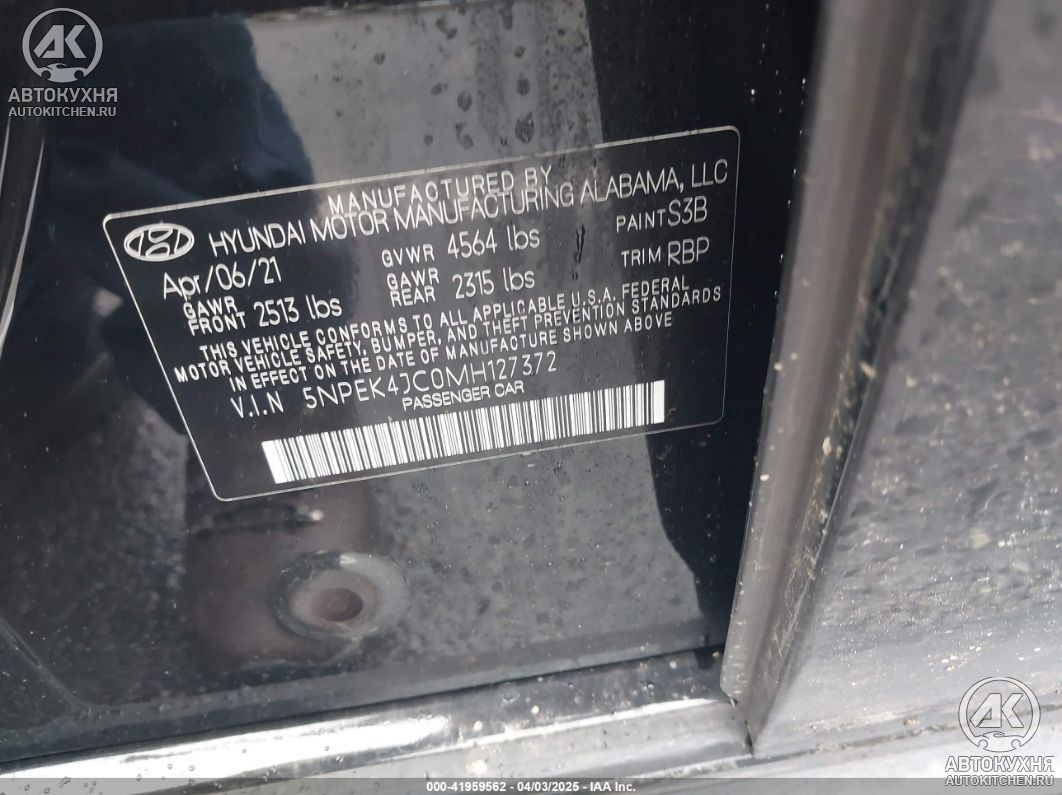 AK
АВТОКУХНЯ
AUTOKITCHEN.RU
MANUFACTURED BY
HYUNDAI MOTOR MANUFACTURING ALABAMA, LLC
Apr/06/21 GVWR 4564 lbs PAINT S3B
GAWR FRONT 2513 lbs GAWR REAR 2315 lbs TRIM RBP
THIS VEHICLE CONFORMS TO ALL APPLICABLE U.S.A. FEDERAL
MOTOR VEHICLE SAFETY, BUMPER, AND THEFT PREVENTION STANDARDS
IN EFFECT ON THE DATE OF MANUFACTURE SHOWN ABOVE
V.I.N 5NPEK4JC0MH127372
PASSENGER CAR
AK
АВТОКУХНЯ
AUTOKITCHEN.RU
000-41959562 - 04/03/2025 - IAA Inc.